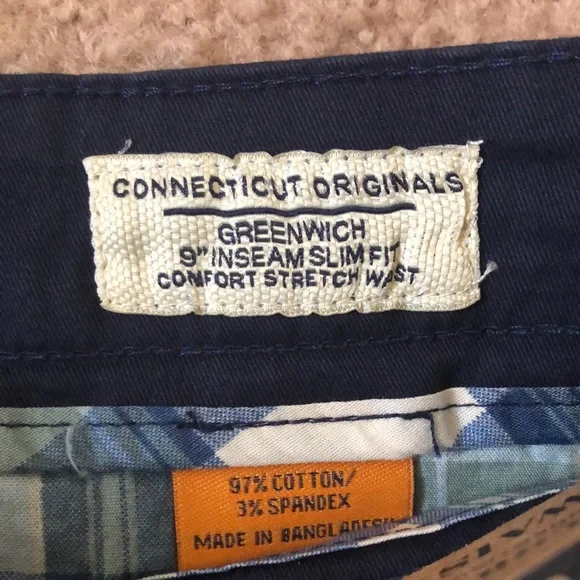 CONNECTICUT ORIGINALS
GREENWICH
9" INSEAM SLIM FIT
COMFORT STRETCH WAIST
97% COTTON/
3% SPANDEX
MADE IN BANGLADESH